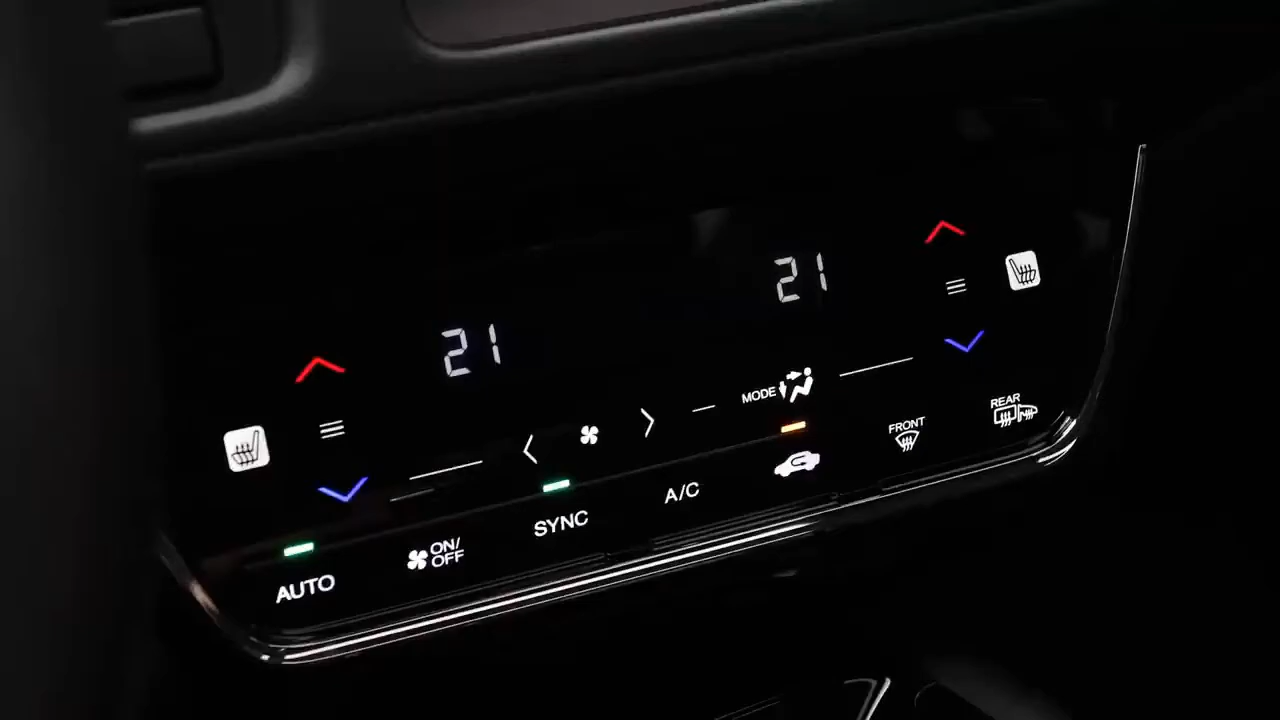 21
21
MODE
FRONT
REAR
AUTO
ON/
OFF
SYNC
A/C